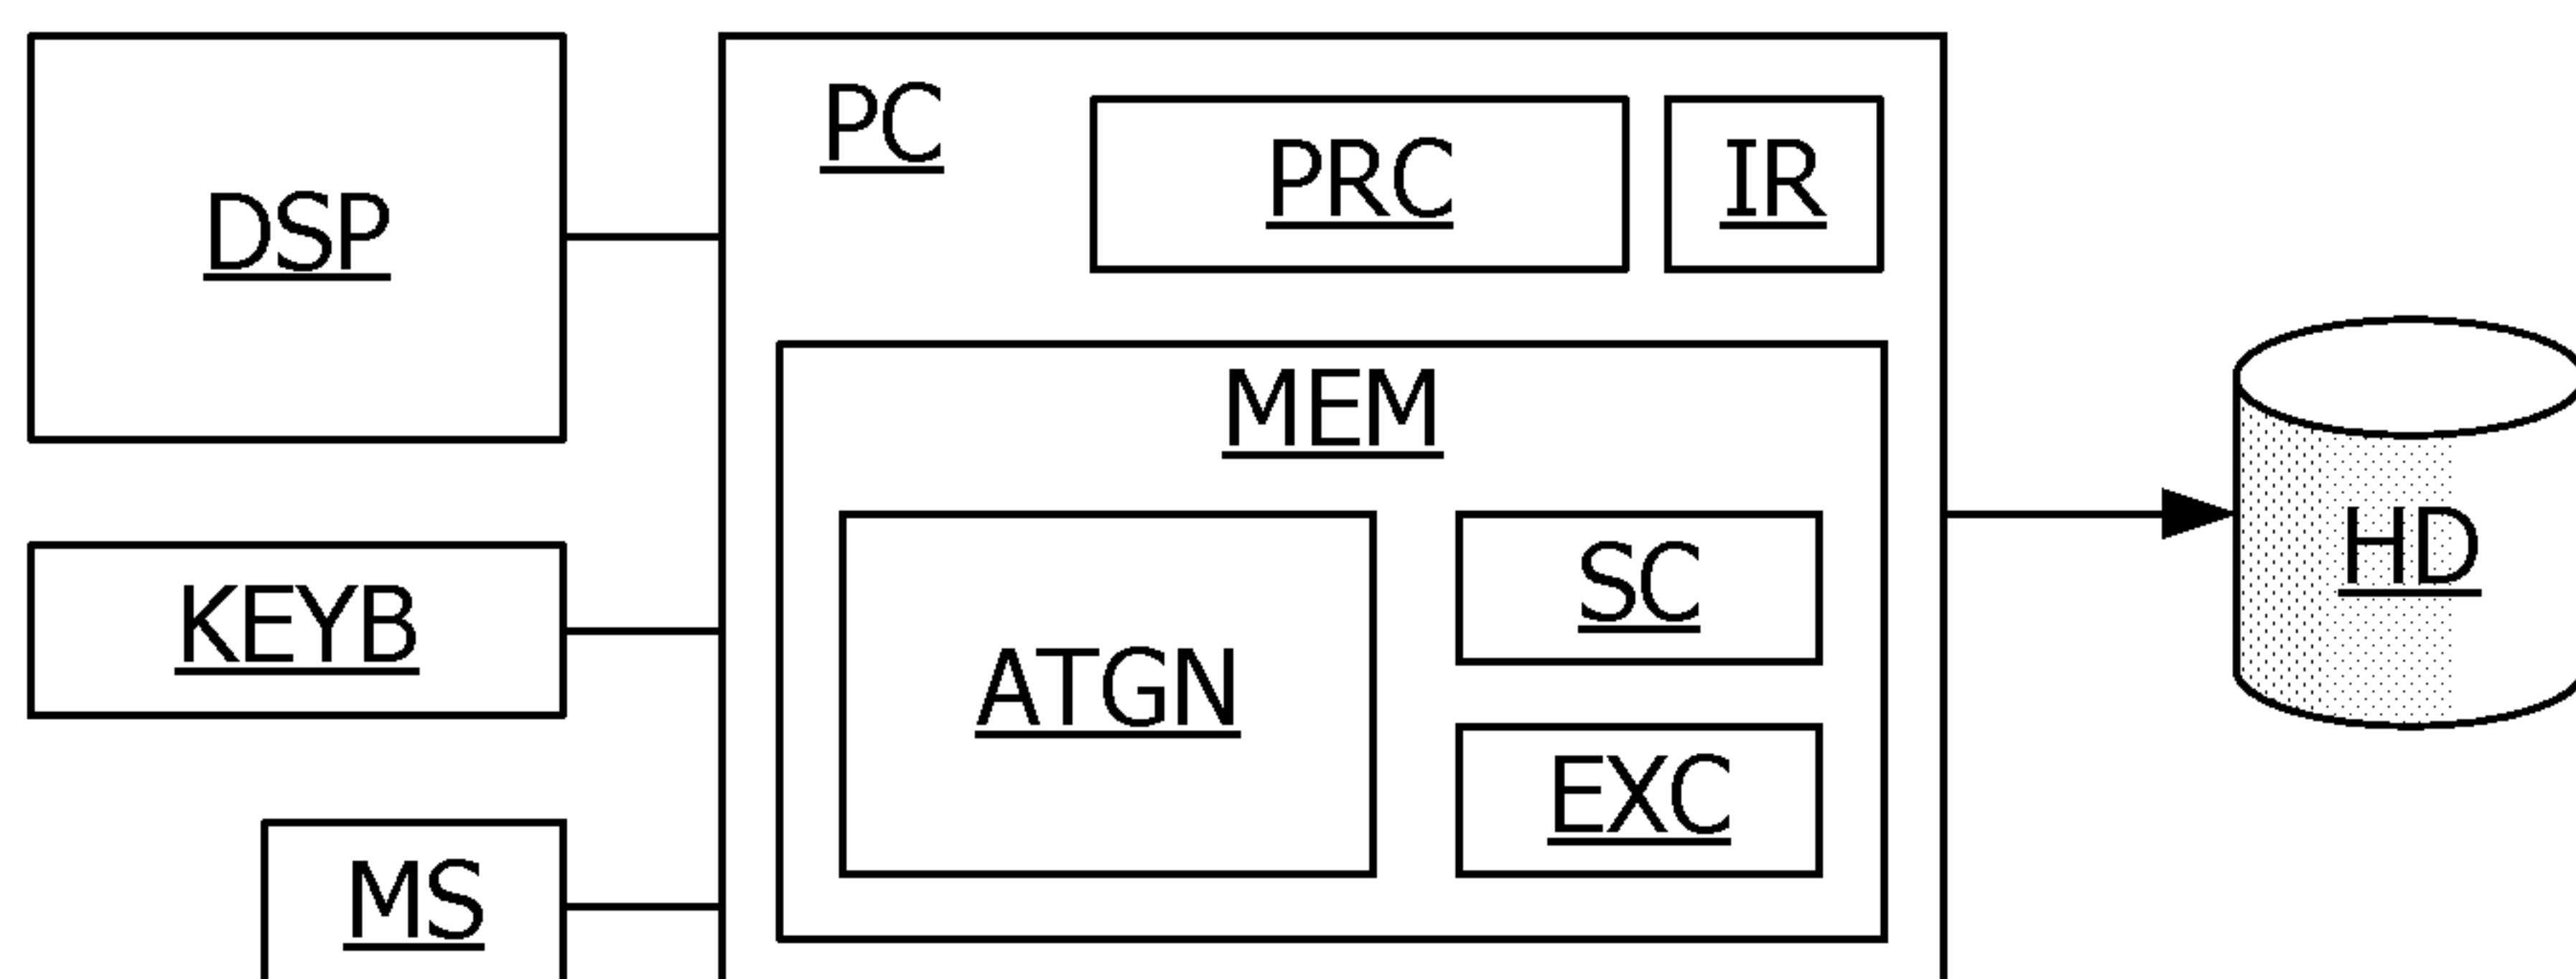 DSP
PC
PRC
IR
MEM
KEYB
ATGN
SC
EXC
MS
HD